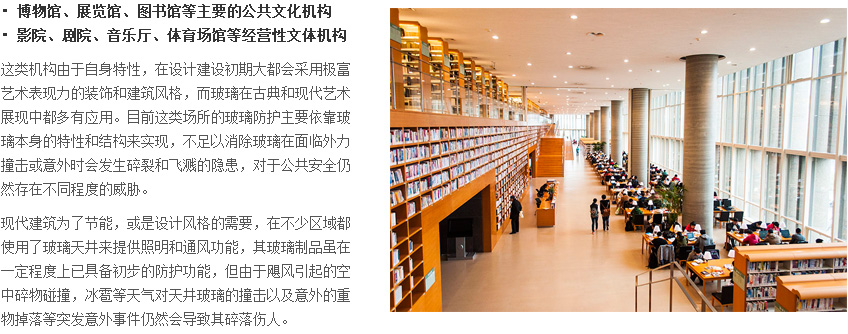 · 博物馆、展览馆、图书馆等主要的公共文化机构
· 影院、剧院、音乐厅、体育场馆等经营性文体机构
这类机构由于自身特性，在设计建设初期大都会采用极富
艺术表现力的装饰和建筑风格，而玻璃在古典和现代艺术
展现中都多有应用。目前这类场所的玻璃防护主要依靠玻
璃本身的特性和结构来实现，不足以消除玻璃在面临外力
撞击或意外时会发生碎裂和飞溅的隐患，对于公共安全仍
然存在不同程度的威胁。
现代建筑为了节能，或是设计风格的需要，在不少区域都
使用了玻璃天井来提供照明和通风功能，其玻璃制品虽在
一定程度上已具备初步的防护功能，但由于飓风引起的空
中碎物碰撞，冰雹等天气对天井玻璃的撞击以及意外的重
物掉落等突发意外事件仍然会导致其碎落伤人。